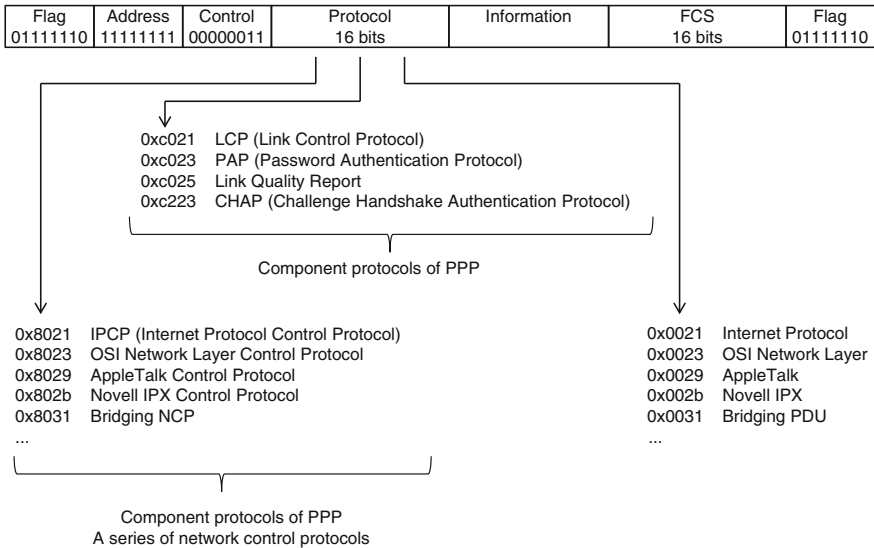 Flag Address Control Protocol Information FCS Flag
01111110 11111111 00000011 16 bits 16 bits 01111110
0xc021 LCP (Link Control Protocol)
0xc023 PAP (Password Authentication Protocol)
0xc025 Link Quality Report
0xc223 CHAP (Challenge Handshake Authentication Protocol)
Component protocols of PPP
0x8021 IPCP (Internet Protocol Control Protocol)
0x8023 OSI Network Layer Control Protocol
0x8029 AppleTalk Control Protocol
0x802b Novell IPX Control Protocol
0x8031 Bridging NCP
...
Component protocols of PPP
A series of network control protocols
0x0021 Internet Protocol
0x0023 OSI Network Layer
0x0029 AppleTalk
0x002b Novell IPX
0x0031 Bridging PDU
...